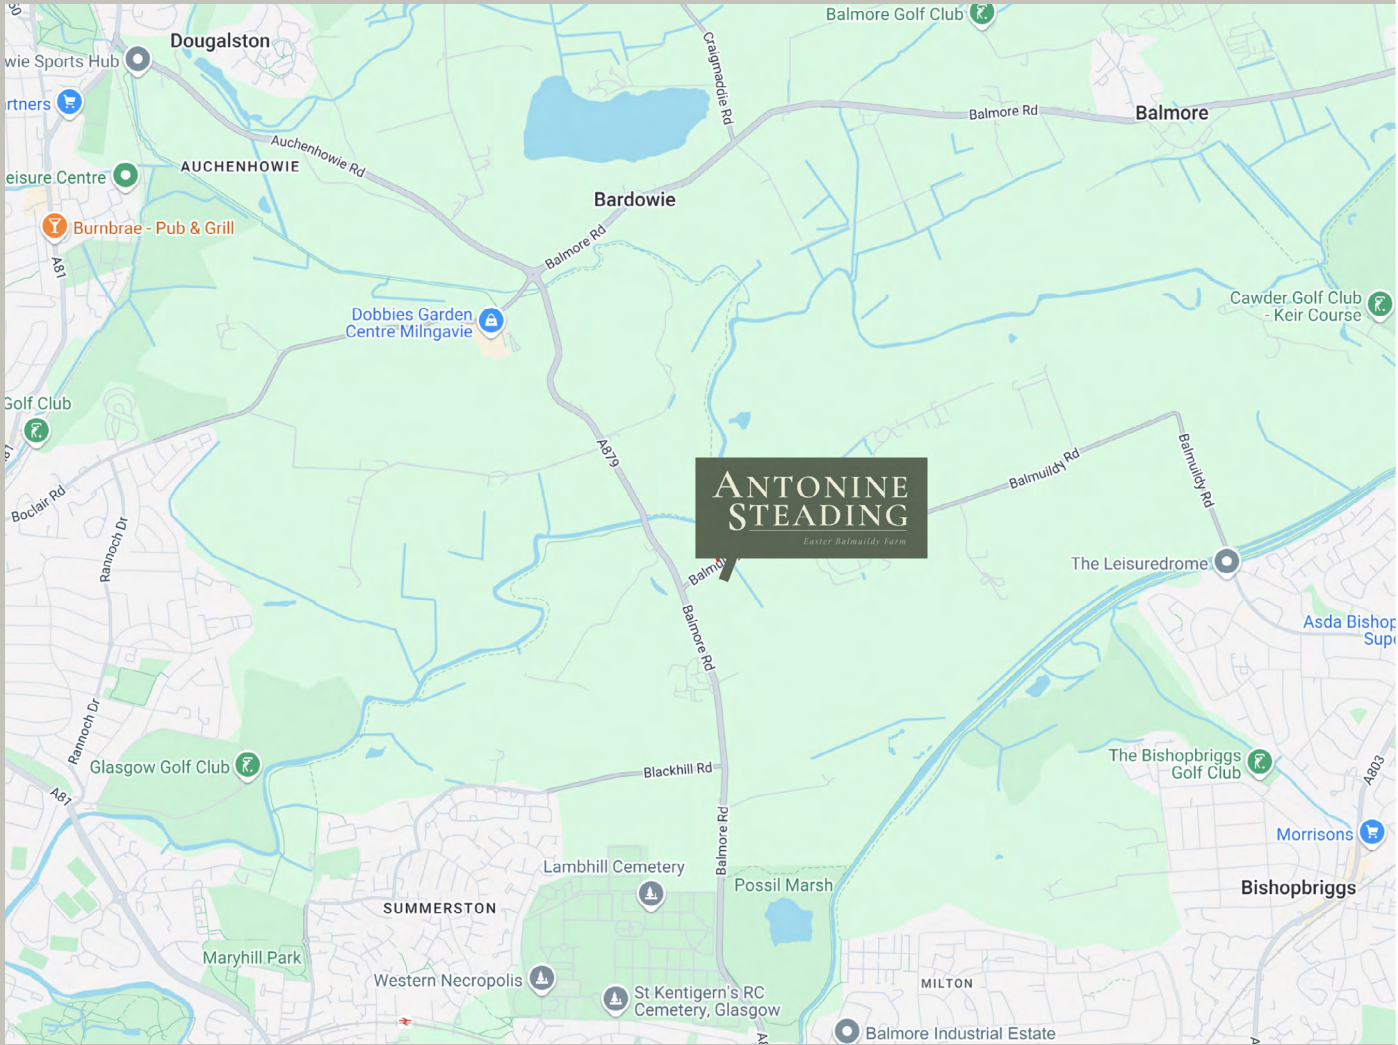 Balmore Golf Club
Dougalston
wie Sports Hub
Craigmaddie Rd
artners
Balmore Rd
Balmore
Auchenhowie Rd
AUCHENHOWIE
eisure Centre
Bardowie
Burnbrae - Pub & Grill
Balmore Rd
A81
Cawder Golf Club
- Keir Course
Dobbies Garden
Centre Milngavie
Golf Club
A879
Balmuildy Rd
Balmuildy Rd
Boclair Rd
ANTONINE
STEADING
Easter Balmuildy Farm
Rannoch Dr
Balmui
The Leisuredrome
Asda Bishop
Supe
Balmore Rd
Rannoch Dr
Glasgow Golf Club
Blackhill Rd
The Bishopbriggs
Golf Club
A803
A81
Balmore Rd
Morrisons
Lambhill Cemetery
Possil Marsh
Bishopbriggs
SUMMERSTON
Maryhill Park
Western Necropolis
MILTON
St Kentigern's RC
Cemetery, Glasgow
Balmore Industrial Estate